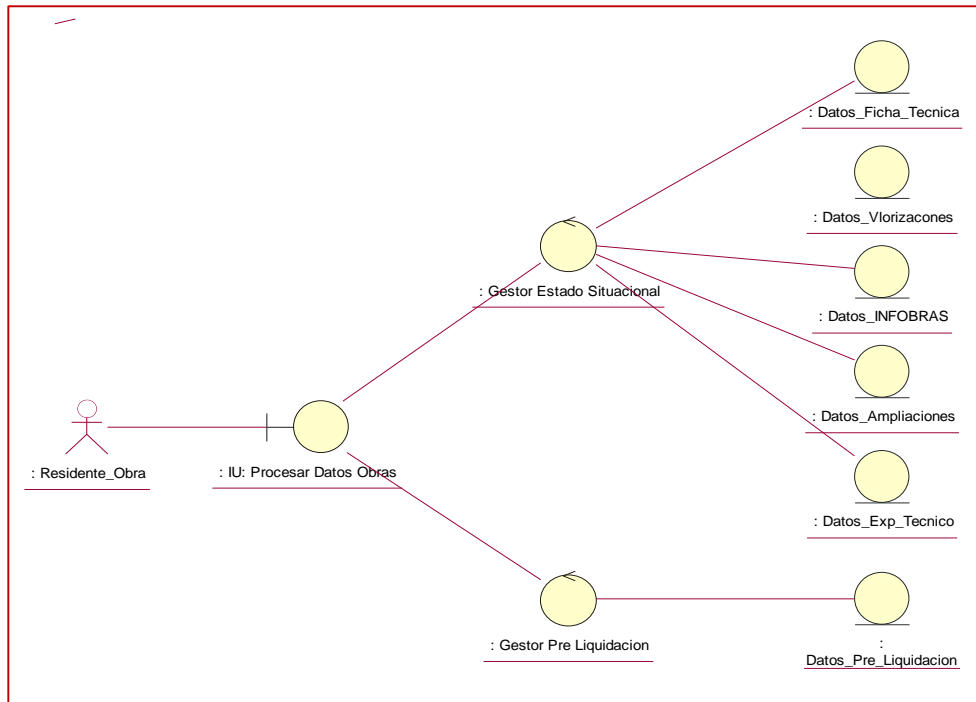 : Datos_Ficha_Tecnica
: Datos_Vlorizacones
: Gestor Estado Situacional
: Datos_INFOBRAS
: Datos_Ampliaciones
: Residente_Obra
: IU: Procesar Datos Obras
: Datos_Exp_Tecnico
: Gestor Pre Liquidacion
:
Datos_Pre_Liquidacion